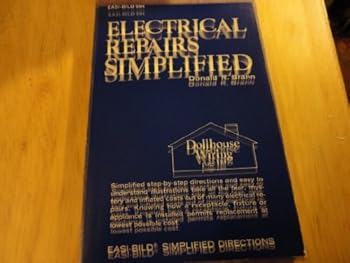 EASI-BILD 694
ELECTRICAL
REPAIRS
SIMPLIFIED
Donald R. Brann
Dollhouse
Wiring
Simplified step-by-step directions and easy to
understand illustrations take all the fear, mys-
tery and inflated costs out of many electrical re-
pairs. Knowing how a receptacle, fixture or
appliance is installed permits replacement at
lowest possible cost.
EASI-BILD® SIMPLIFIED DIRECTIONS